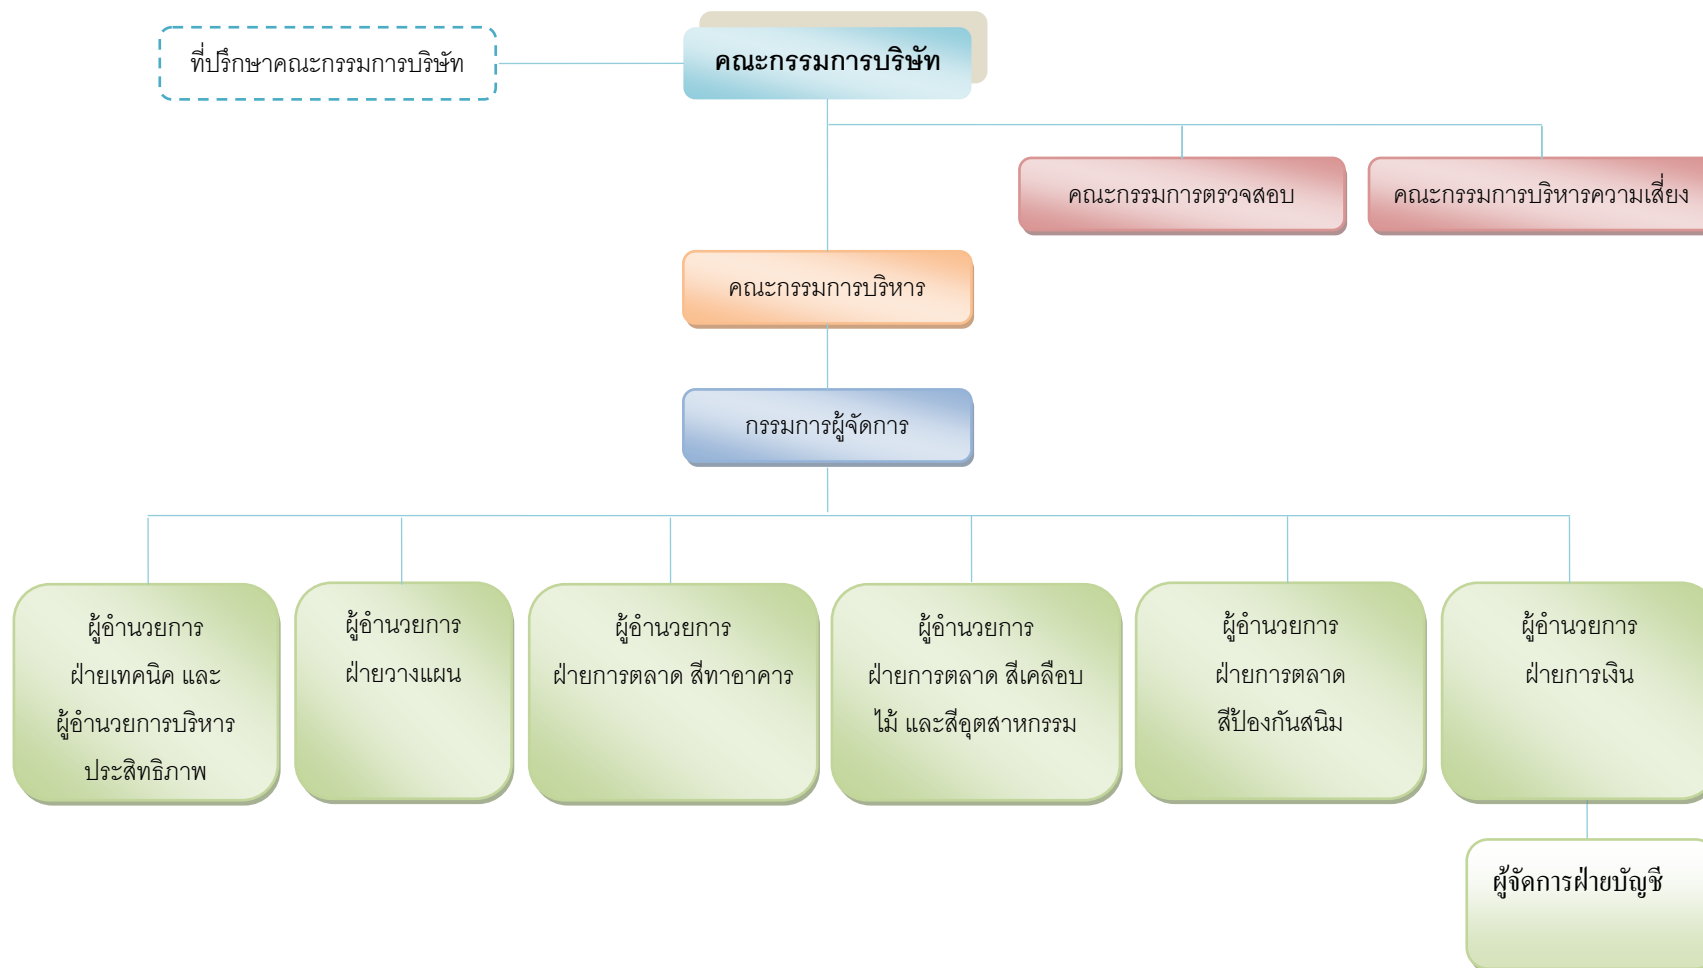 ที่ปรึกษาคณะกรรมการบริษัท
คณะกรรมการบริษัท
คณะกรรมการตรวจสอบ
คณะกรรมการบริหารความเสี่ยง
คณะกรรมการบริหาร
กรรมการผู้จัดการ
ผู้อำนวยการ
ฝ่ายเทคนิค และ
ผู้อำนวยการบริหาร
ประสิทธิภาพ
ผู้อำนวยการ
ฝ่ายวางแผน
ผู้อำนวยการ
ฝ่ายการตลาด สีทาอาคาร
ผู้อำนวยการ
ฝ่ายการตลาด สีเคลือบ
ไม้ และสีอุตสาหกรรม
ผู้อำนวยการ
ฝ่ายการตลาด
สีป้องกันสนิม
ผู้อำนวยการ
ฝ่ายการเงิน
ผู้จัดการฝ่ายบัญชี